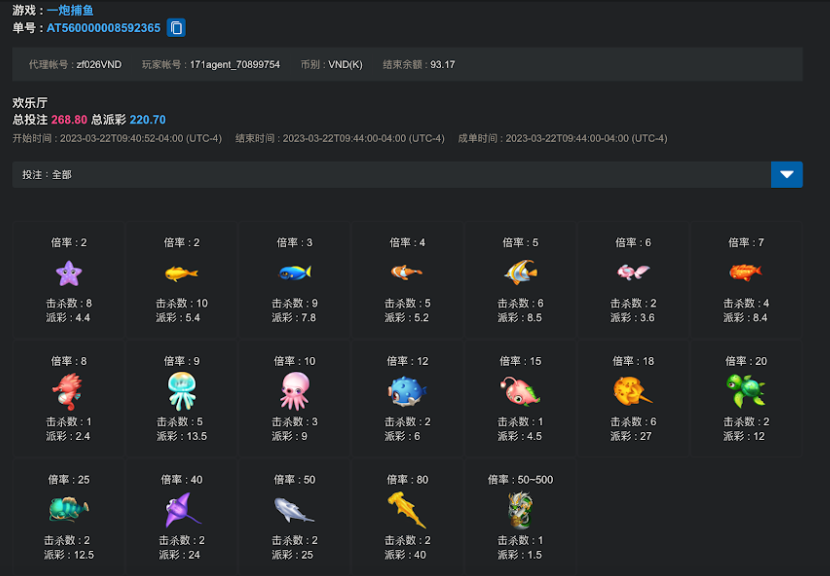 游戏 : 一炮捕鱼
单号 : AT560000008592365
代理帐号 : zf026VND 玩家帐号 : 171agent_70899754 币别 : VND(K) 结束余额 : 93.17
欢乐厅
总投注 268.80 总派彩 220.70
开始时间 : 2023-03-22T09:40:52-04:00 (UTC-4) 结束时间 : 2023-03-22T09:44:00-04:00 (UTC-4) 成单时间 : 2023-03-22T09:44:00-04:00 (UTC-4)
投注 : 全部
倍率 : 2 倍率 : 2 倍率 : 3 倍率 : 4 倍率 : 5 倍率 : 6 倍率 : 7
击杀数 : 8 击杀数 : 10 击杀数 : 9 击杀数 : 5 击杀数 : 6 击杀数 : 2 击杀数 : 4
派彩 : 4.4 派彩 : 5.4 派彩 : 7.8 派彩 : 5.2 派彩 : 8.5 派彩 : 3.6 派彩 : 8.4
倍率 : 8 倍率 : 9 倍率 : 10 倍率 : 12 倍率 : 15 倍率 : 18 倍率 : 20
击杀数 : 1 击杀数 : 5 击杀数 : 3 击杀数 : 2 击杀数 : 1 击杀数 : 6 击杀数 : 2
派彩 : 2.4 派彩 : 13.5 派彩 : 9 派彩 : 6 派彩 : 4.5 派彩 : 27 派彩 : 12
倍率 : 25 倍率 : 40 倍率 : 50 倍率 : 80 倍率 : 50~500
击杀数 : 2 击杀数 : 2 击杀数 : 2 击杀数 : 2 击杀数 : 1
派彩 : 12.5 派彩 : 24 派彩 : 25 派彩 : 40 派彩 : 1.5